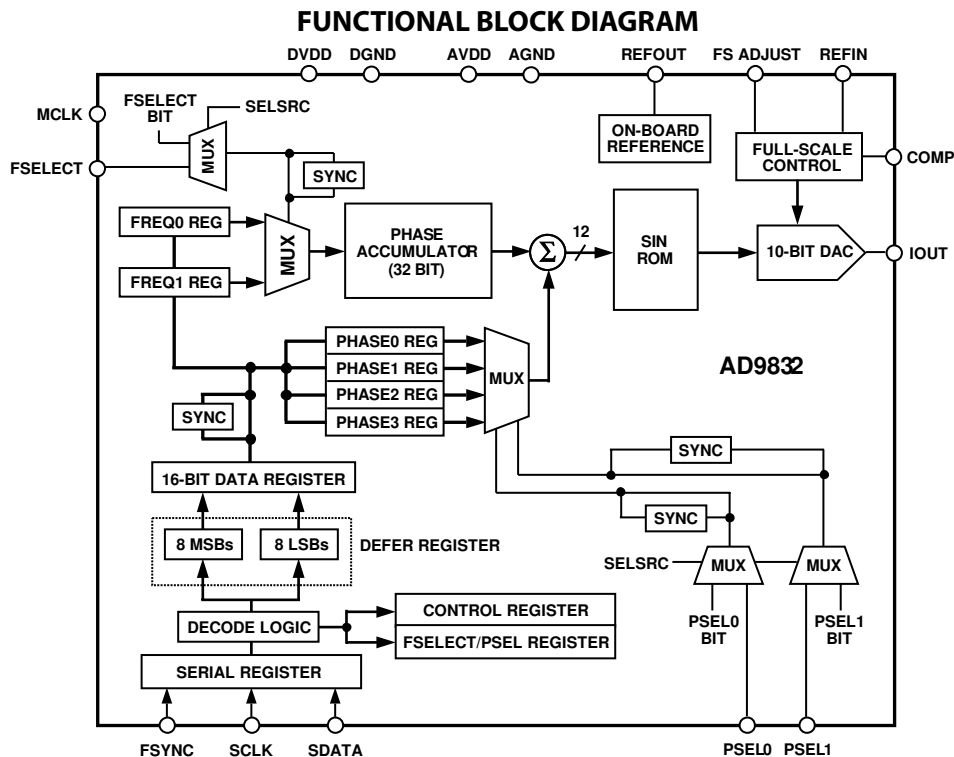 FUNCTIONAL BLOCK DIAGRAM
DVDD
DGND
AVDD
AGND
REFOUT
FS ADJUST
REFIN
MCLK
FSELECT
BIT
SELSRC
FSELECT
MUX
SYNC
ON-BOARD
REFERENCE
FULL-SCALE
CONTROL
COMP
FREQ0 REG
FREQ1 REG
MUX
PHASE
ACCUMULATOR
(32 BIT)
Σ
12
SIN
ROM
10-BIT DAC
IOUT
PHASE0 REG
PHASE1 REG
PHASE2 REG
PHASE3 REG
MUX
AD9832
SYNC
SYNC
16-BIT DATA REGISTER
SYNC
8 MSBs
8 LSBs
DEFER REGISTER
SELSRC
MUX
MUX
DECODE LOGIC
CONTROL REGISTER
FSELECT/PSEL REGISTER
PSEL0
BIT
PSEL1
BIT
SERIAL REGISTER
FSYNC
SCLK
SDATA
PSEL0
PSEL1